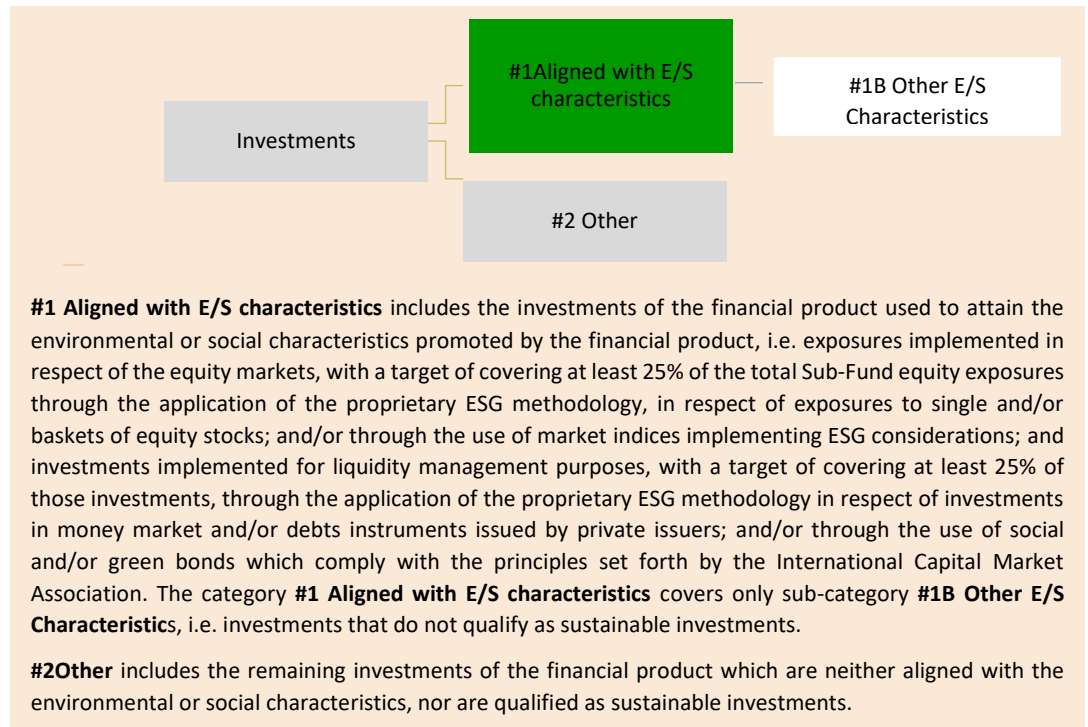 #1Aligned with E/S
characteristics
#1B Other E/S
Characteristics
Investments
#2 Other
#1 Aligned with E/S characteristics includes the investments of the financial product used to attain the
environmental or social characteristics promoted by the financial product, i.e. exposures implemented in
respect of the equity markets, with a target of covering at least 25% of the total Sub-Fund equity exposures
through the application of the proprietary ESG methodology, in respect of exposures to single and/or
baskets of equity stocks; and/or through the use of market indices implementing ESG considerations; and
investments implemented for liquidity management purposes, with a target of covering at least 25% of
those investments, through the application of the proprietary ESG methodology in respect of investments
in money market and/or debts instruments issued by private issuers; and/or through the use of social
and/or green bonds which comply with the principles set forth by the International Capital Market
Association. The category #1 Aligned with E/S characteristics covers only sub-category #1B Other E/S
Characteristics, i.e. investments that do not qualify as sustainable investments.
#2Other includes the remaining investments of the financial product which are neither aligned with the
environmental or social characteristics, nor are qualified as sustainable investments.